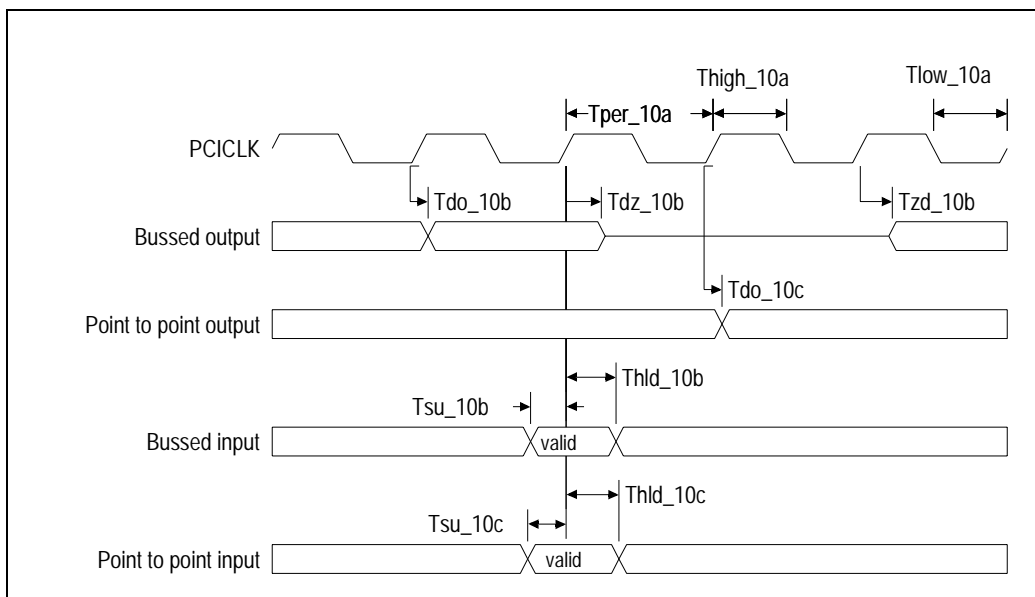 Thigh_10a
Tlow_10a
Tper_10a
PCICLK
Tdo_10b
Tdz_10b
Tzd_10b
Bussed output
Tdo_10c
Point to point output
Thld_10b
Tsu_10b
Bussed input
valid
Thld_10c
Tsu_10c
Point to point input
valid